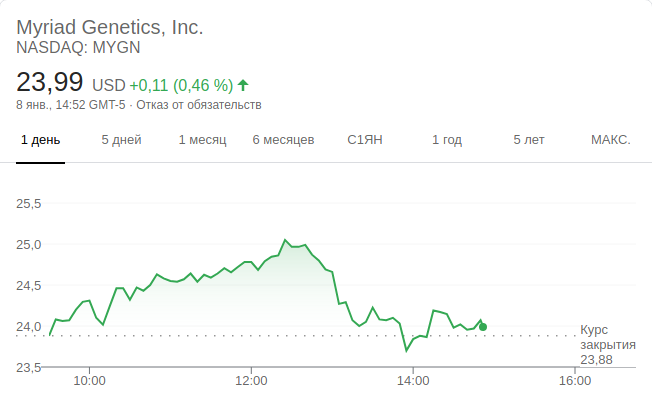 Myriad Genetics, Inc.
NASDAQ: MYGN
23,99 USD +0,11 (0,46 %)
8 янв., 14:52 GMT-5 · Отказ от обязательств
1 день 5 дней 1 месяц 6 месяцев С1ЯН 1 год 5 лет МАКС.
25,5
25,0
24,5
24,0
23,5
Курс
закрытия
23,88
10:00 12:00 14:00 16:00